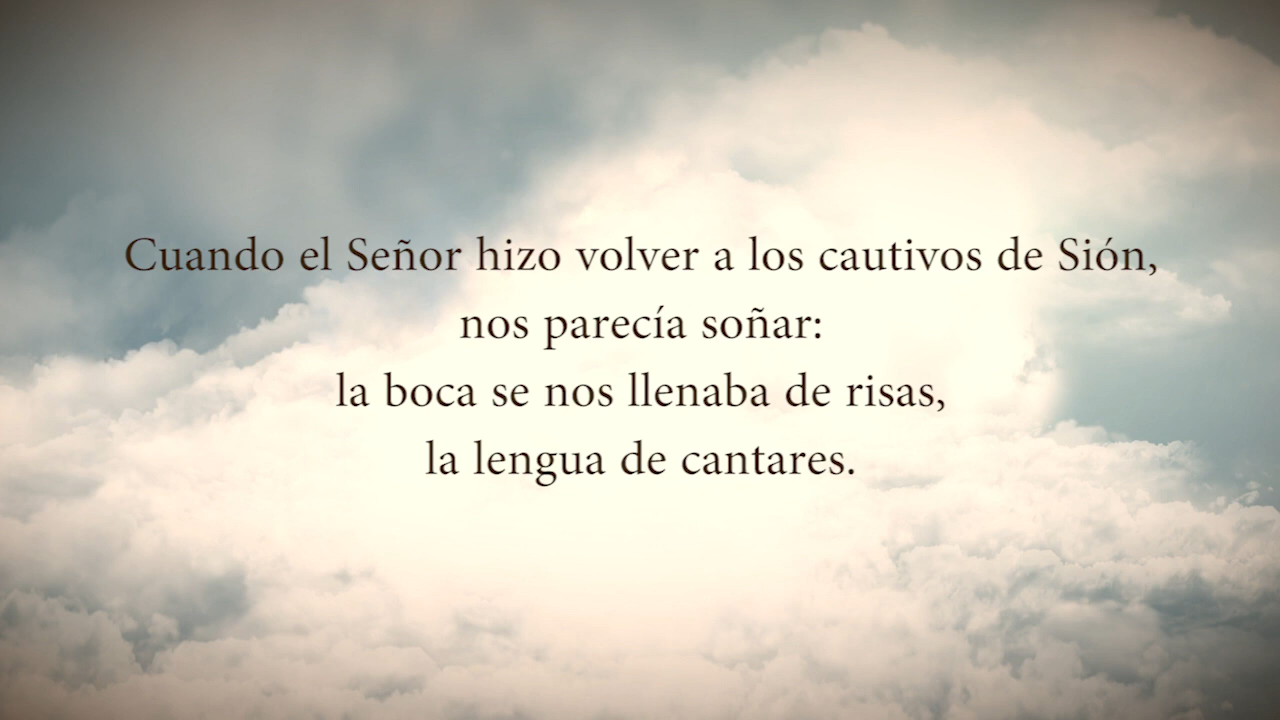 Cuando el Señor hizo volver a los cautivos de Sión,
nos parecía soñar:
la boca se nos llenaba de risas,
la lengua de cantares.